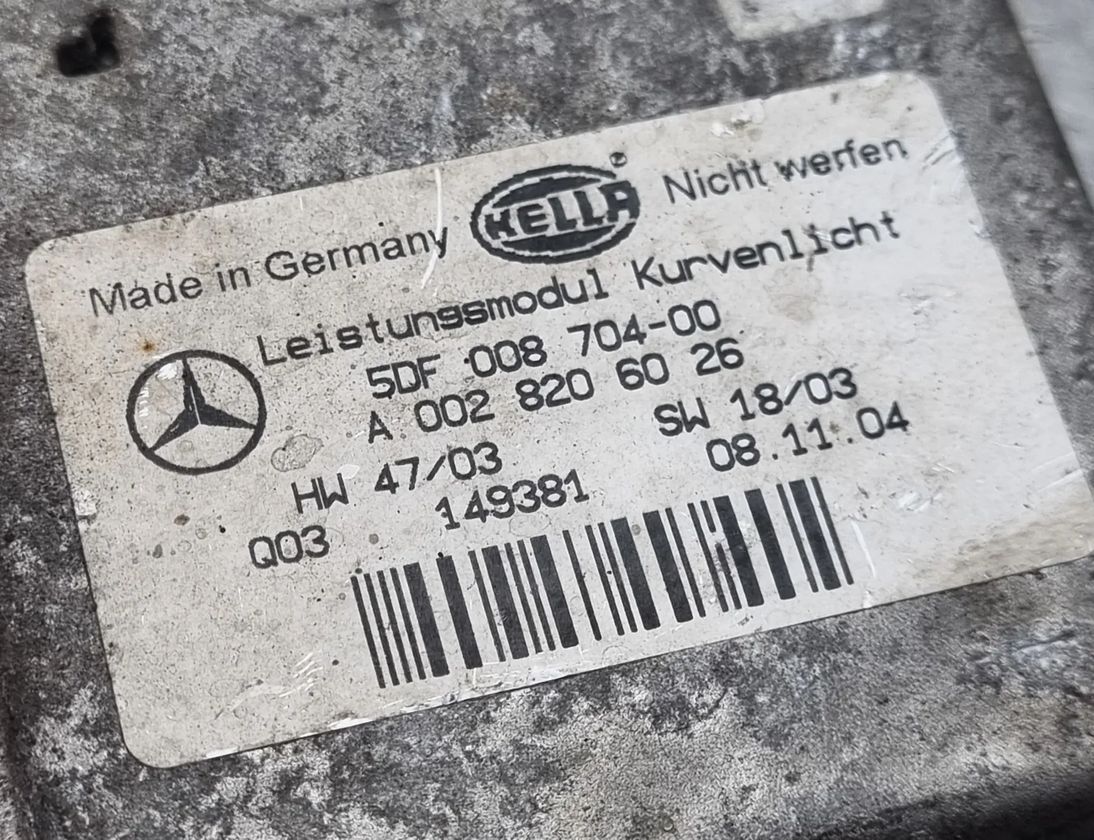 Made in Germany HELLA® Nicht werfen
Leistungsmodul Kurvenlicht
5DF 008 704-00
A 002 820 60 26
HW 47/03 SW 18/03
Q03 149381 08.11.04